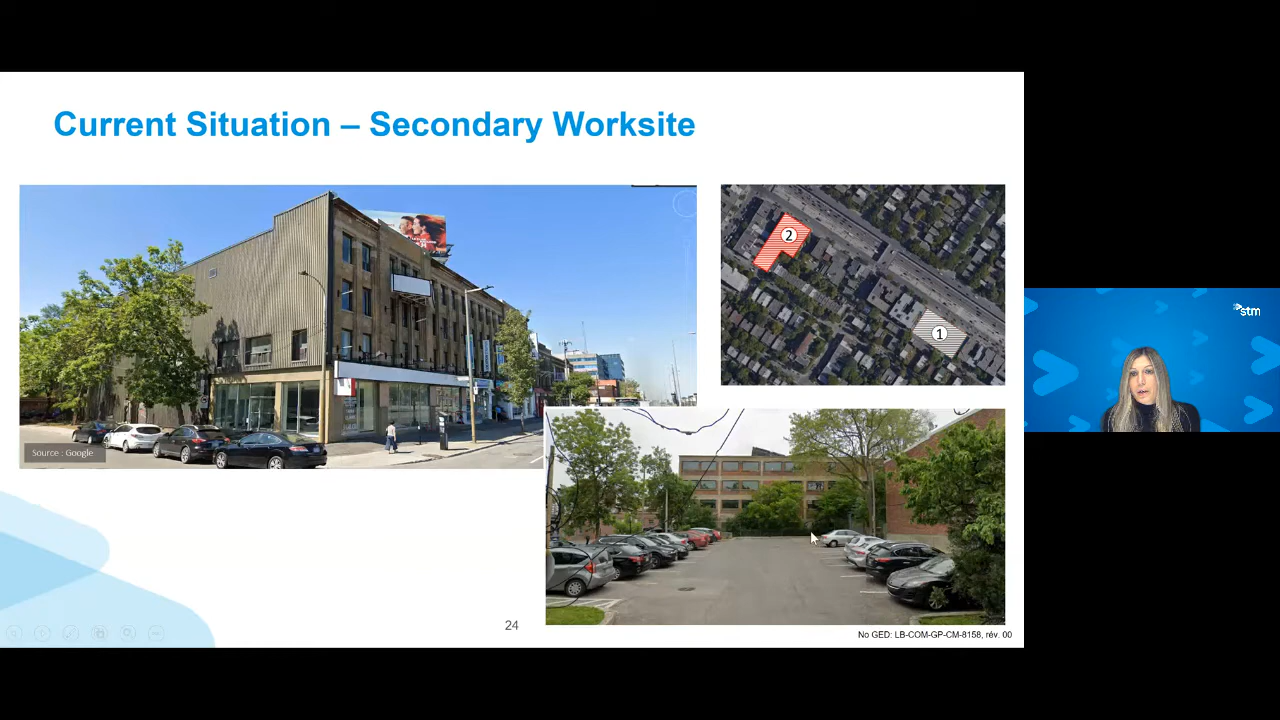 Current Situation – Secondary Worksite
2
1
Source : Google
24
No GED: LB-COM-GP-CM-8158, rév. 00
stm